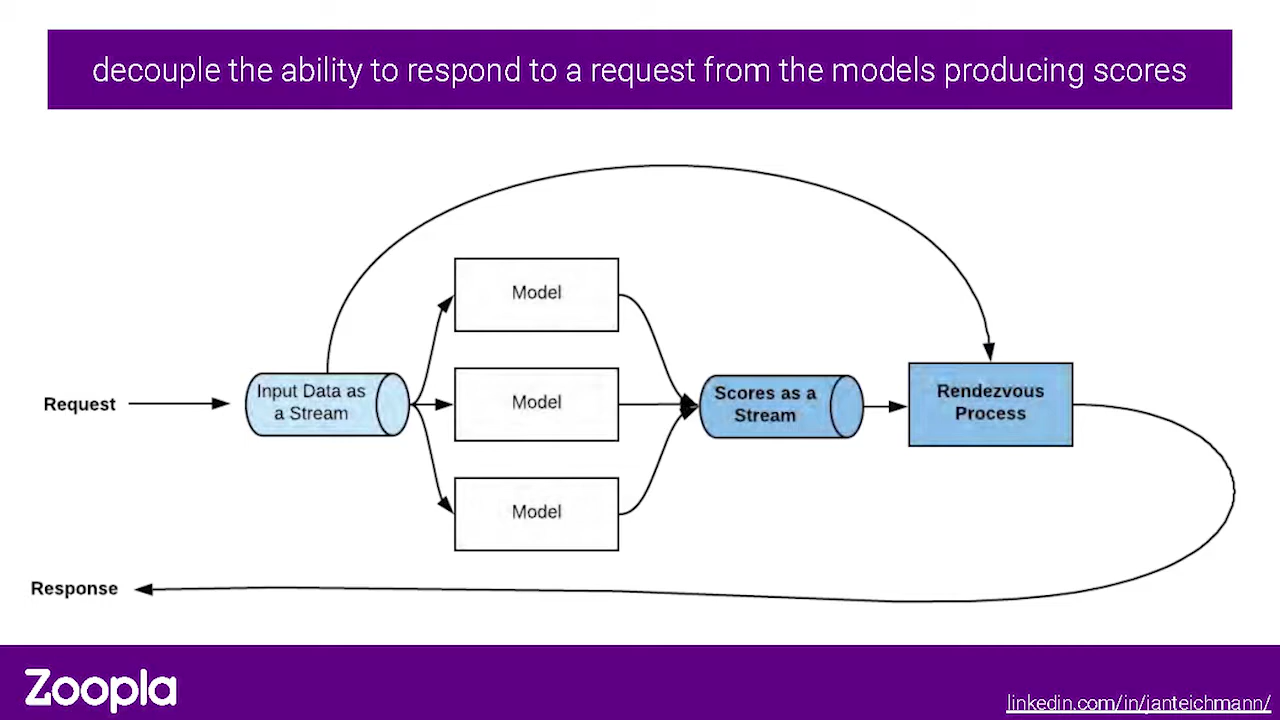 decouple the ability to respond to a request from the models producing scores
Model
Input Data as
a Stream
Request
Model
Scores as a
Stream
Rendezvous
Process
Model
Response
Zoopla
linkedin.com/in/janteichmann/